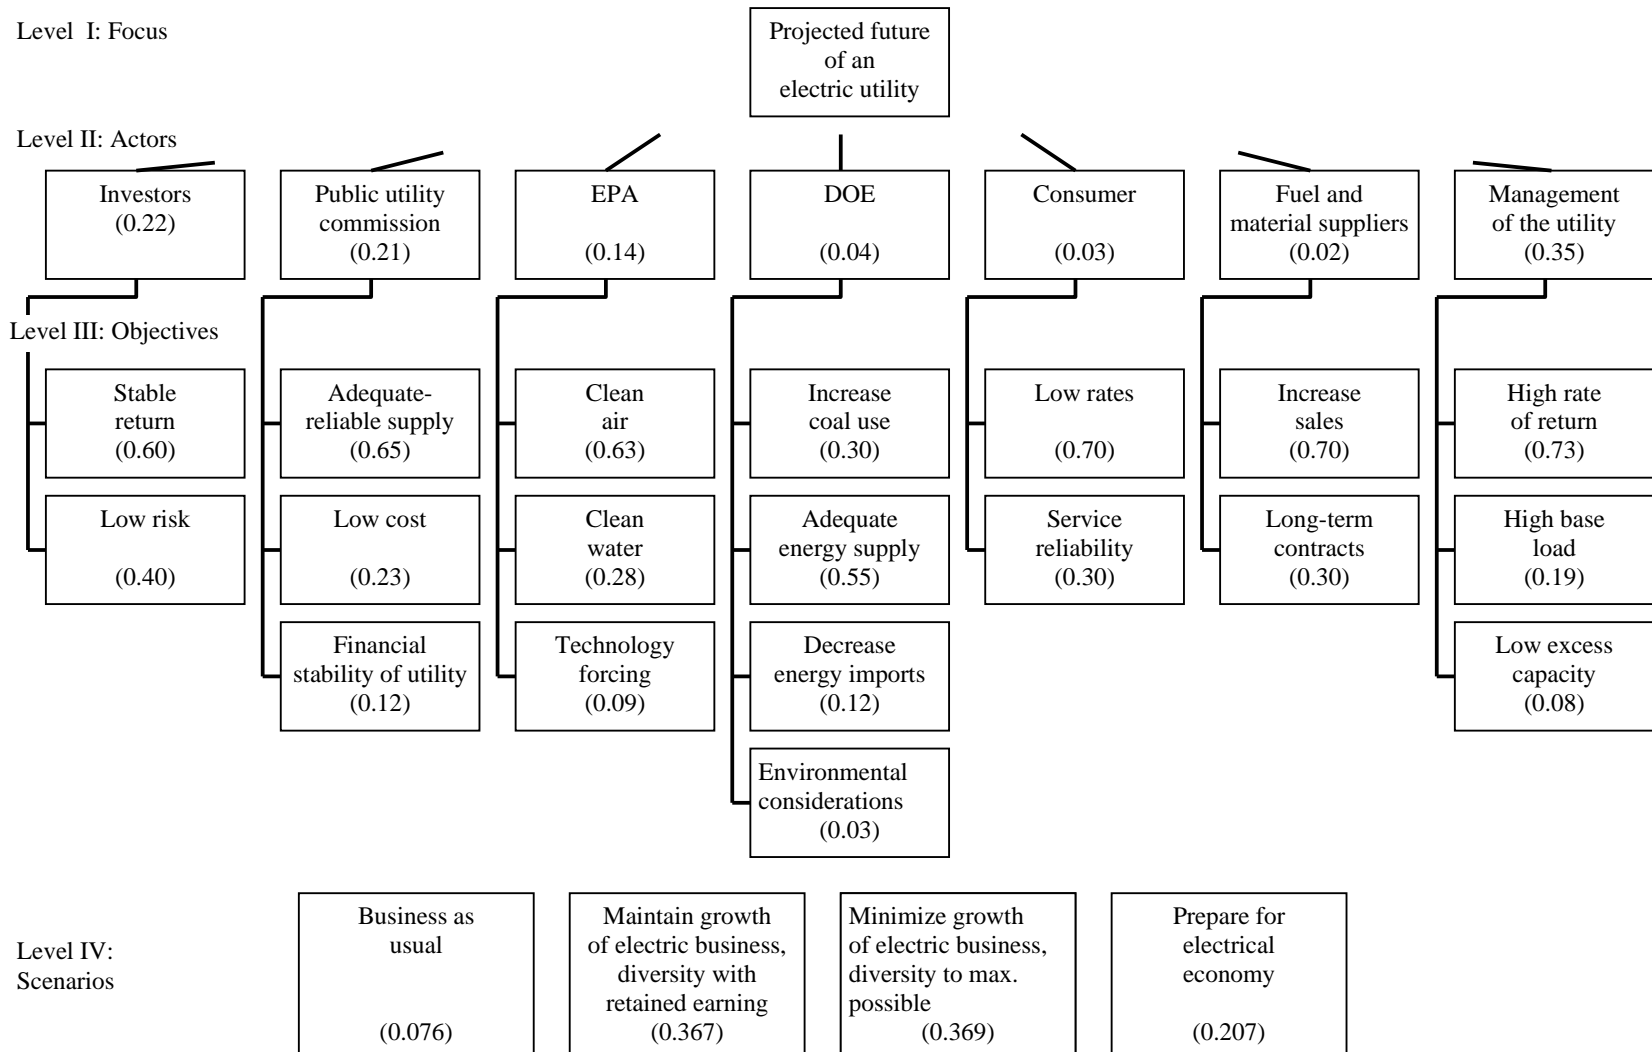 Level I: Focus
Projected future
of an
electric utility
Level II: Actors
Investors
(0.22)
Public utility
commission
(0.21)
EPA
(0.14)
DOE
(0.04)
Consumer
(0.03)
Fuel and
material suppliers
(0.02)
Management
of the utility
(0.35)
Level III: Objectives
Stable
return
(0.60)
Adequate-
reliable supply
(0.65)
Clean
air
(0.63)
Increase
coal use
(0.30)
Low rates
(0.70)
Increase
sales
(0.70)
High rate
of return
(0.73)
Low risk
(0.40)
Low cost
(0.23)
Clean
water
(0.28)
Adequate
energy supply
(0.55)
Service
reliability
(0.30)
Long-term
contracts
(0.30)
High base
load
(0.19)
Financial
stability of utility
(0.12)
Technology
forcing
(0.09)
Decrease
energy imports
(0.12)
Low excess
capacity
(0.08)
Environmental
considerations
(0.03)
Level IV:
Scenarios
Business as
usual
(0.076)
Maintain growth
of electric business,
diversity with
retained earning
(0.367)
Minimize growth
of electric business,
diversity to max.
possible
(0.369)
Prepare for
electrical
economy
(0.207)